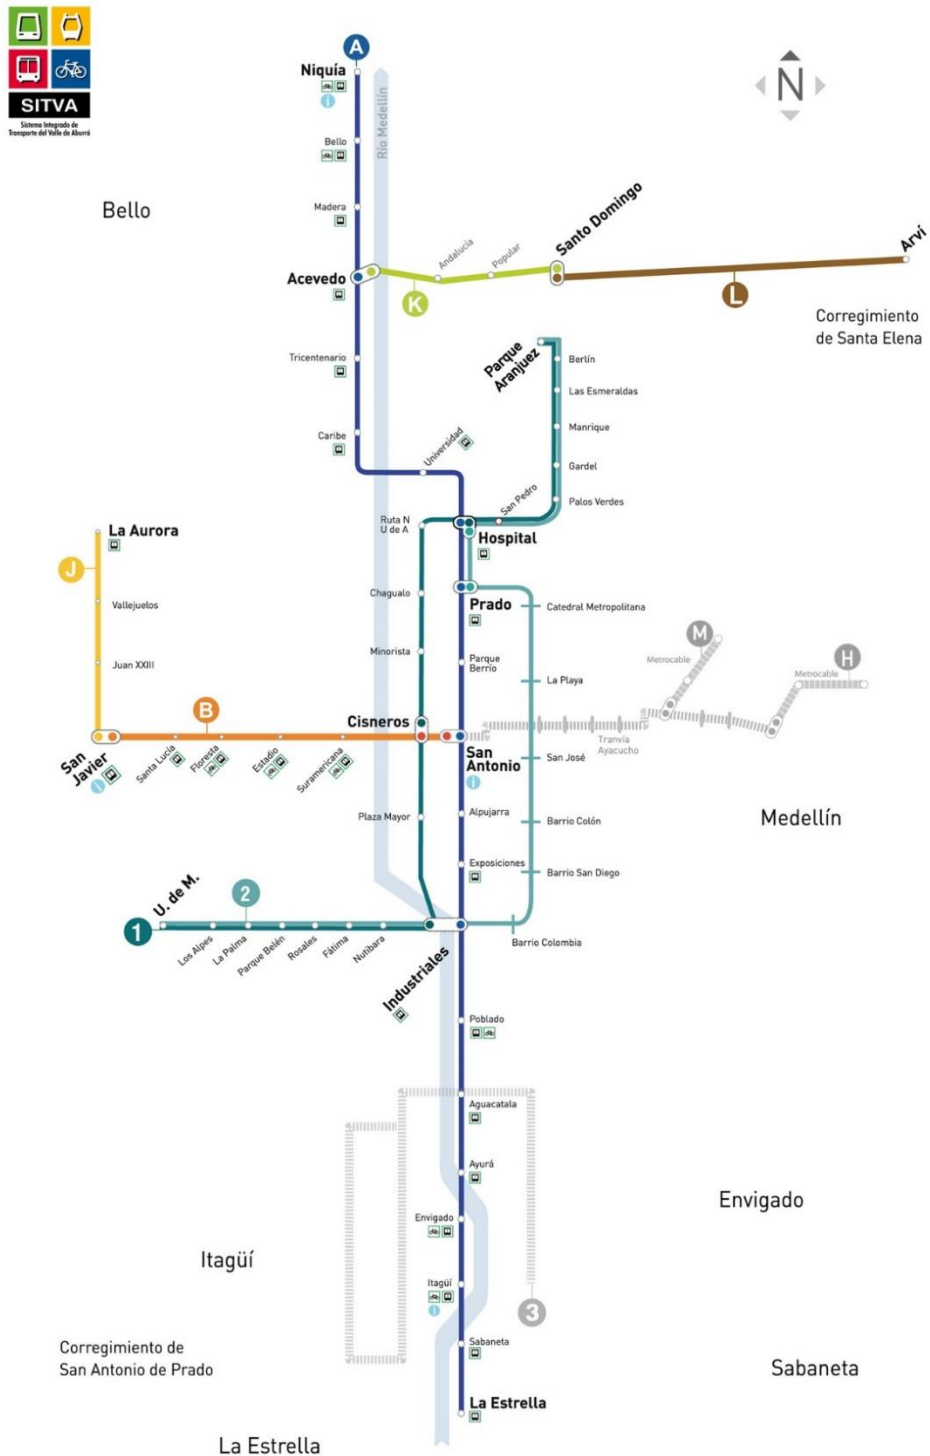 SITVA
Sistema Integrado de
Transporte del Valle de Aburrá
A
Niquía
Río Medellín
N
Bello
Bello
Madera
Santo Domingo
Arví
Andalucía
Popular
Acevedo
K
L
Corregimiento
de Santa Elena
Tricentenario
Parque
Aranjuez
Berlín
Las Esmeraldas
Caribe
Manrique
Universidad
Gardel
Palos Verdes
San Pedro
Ruta N
U de A
La Aurora
Hospital
J
Chagualo
Vallejuelos
Prado
Catedral Metropolitana
M
Minorista
Parque
Berrío
Metrocable
H
Juan XXIII
Metrocable
La Playa
B
Cisneros
San
Javier
Santa Lucía
Floresta
Estadio
Suramericana
San
Antonio
Tranvía
Ayacucho
San José
Plaza Mayor
Alpujarra
Barrio Colón
Medellín
Exposiciones
Barrio San Diego
U. de M.
2
1
Los Alpes
La Palma
Parque Belén
Rosales
Fátima
Nutibara
Industriales
Barrio Colombia
Poblado
Aguacatala
Ayurá
Envigado
Envigado
Itagüí
Itagüí
3
Sabaneta
Corregimiento de
San Antonio de Prado
Sabaneta
La Estrella
La Estrella